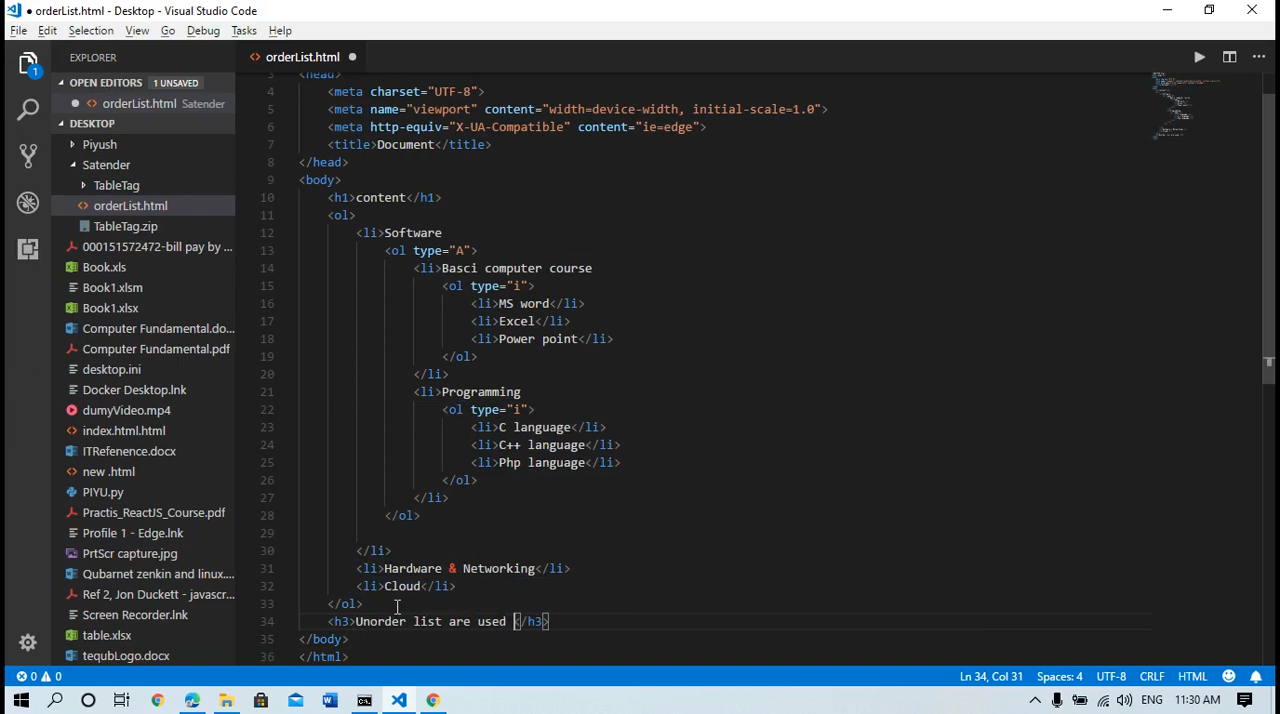 ● orderList.html - Desktop - Visual Studio Code
File Edit Selection View Go Debug Tasks Help
EXPLORER
orderList.html ●
1
OPEN EDITORS 1 UNSAVED
● orderList.html Satender
DESKTOP
Piyush
Satender
TableTag
orderList.html
TableTag.zip
000151572472-bill pay by ...
Book.xls
Book1.xlsm
Book1.xlsx
Computer Fundamental.do...
Computer Fundamental.pdf
desktop.ini
Docker Desktop.lnk
dumyVideo.mp4
index.html.html
ITRefence.docx
new .html
PIYU.py
Practis_ReactJS_Course.pdf
Profile 1 - Edge.lnk
PrtScr capture.jpg
Qubarnet zenkin and linux....
Ref 2, Jon Duckett - javascr...
Screen Recorder.lnk
table.xlsx
tequbLogo.docx
3 <head>
4 <meta charset="UTF-8">
5 <meta name="viewport" content="width=device-width, initial-scale=1.0">
6 <meta http-equiv="X-UA-Compatible" content="ie=edge">
7 <title>Document</title>
8 </head>
9 <body>
10 <h1>content</h1>
11 <ol>
12 <li>Software
13 <ol type="A">
14 <li>Basci computer course
15 <ol type="i">
16 <li>MS word</li>
17 <li>Excel</li>
18 <li>Power point</li>
19 </ol>
20 </li>
21 <li>Programming
22 <ol type="i">
23 <li>C language</li>
24 <li>C++ language</li>
25 <li>Php language</li>
26 </ol>
27 </li>
28 </ol>
29
30 </li>
31 <li>Hardware & Networking</li>
32 <li>Cloud</li>
33 </ol>
34 <h3>Unorder list are used </h3>
35 </body>
36 </html>
0 0 Ln 34, Col 31 Spaces: 4 UTF-8 CRLF HTML
ENG 11:30 AM